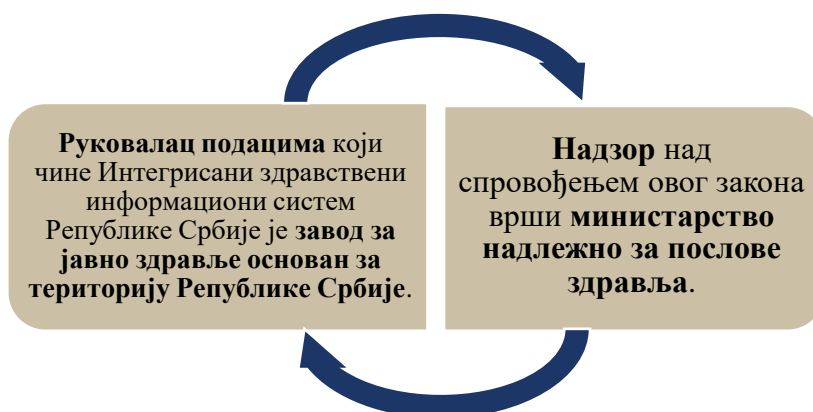 Руковалац подацима који
чине Интегрисани здравствени
информациони систем
Републике Србије је завод за
јавно здравље основан за
територију Републике Србије.
Надзор над
спровођењем овог закона
врши министарство
надлежно за послове
здравља.